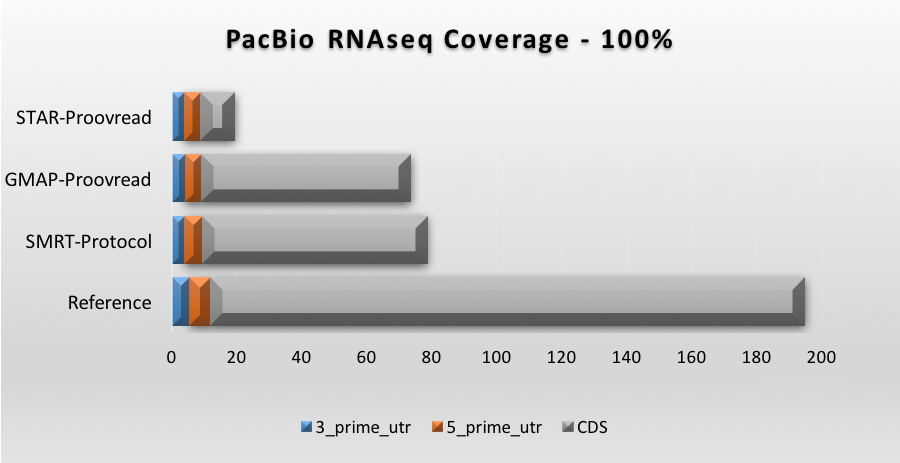 PacBio RNAseq Coverage - 100%
STAR-Proovread
GMAP-Proovread
SMRT-Protocol
Reference
0 20 40 60 80 100 120 140 160 180 200
3_prime_utr 5_prime_utr CDS